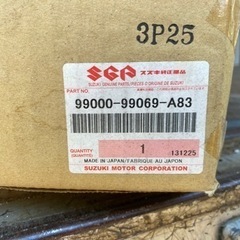 3P25
SGP スズキ純正部品
SUZUKI GENUINE PARTS/PIECES D'ORIGINE SUZUKI
PART NO.
99000-99069-A83
QUANTITY
(QUANTITE)
1
131225
MADE IN JAPAN/FABRIQUE AU JAPON
SUZUKI MOTOR CORPORATION